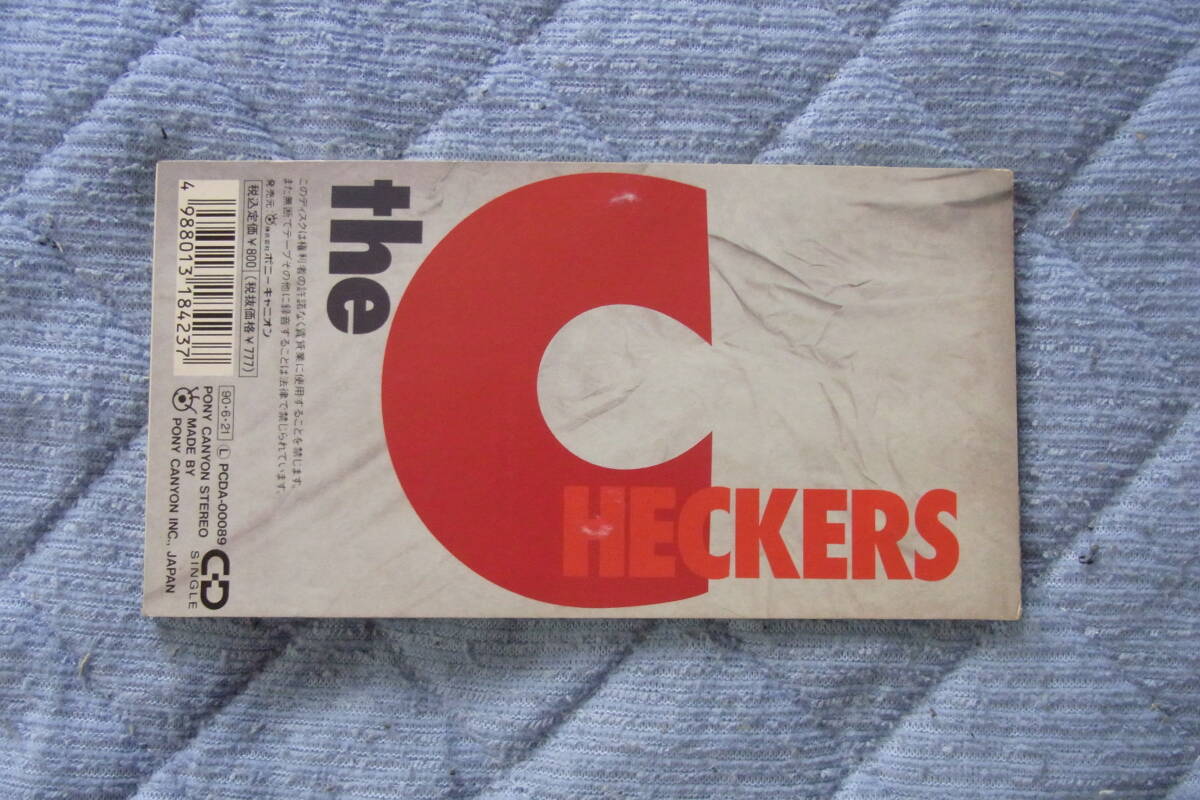 the
CHECKERS
このディスクは権利者の許諾なく賃貸業に使用することを禁じます。
また無断でテープその他に録音することは法律で禁じられています。
発売元 株式会社ポニーキャニオン
税込定価¥800 (税抜価格¥777)
4 988013 184237
90・6・21 Ⓛ PCDA-00089
PONY CANYON STEREO
MADE BY
PONY CANYON INC., JAPAN
CD
SINGLE